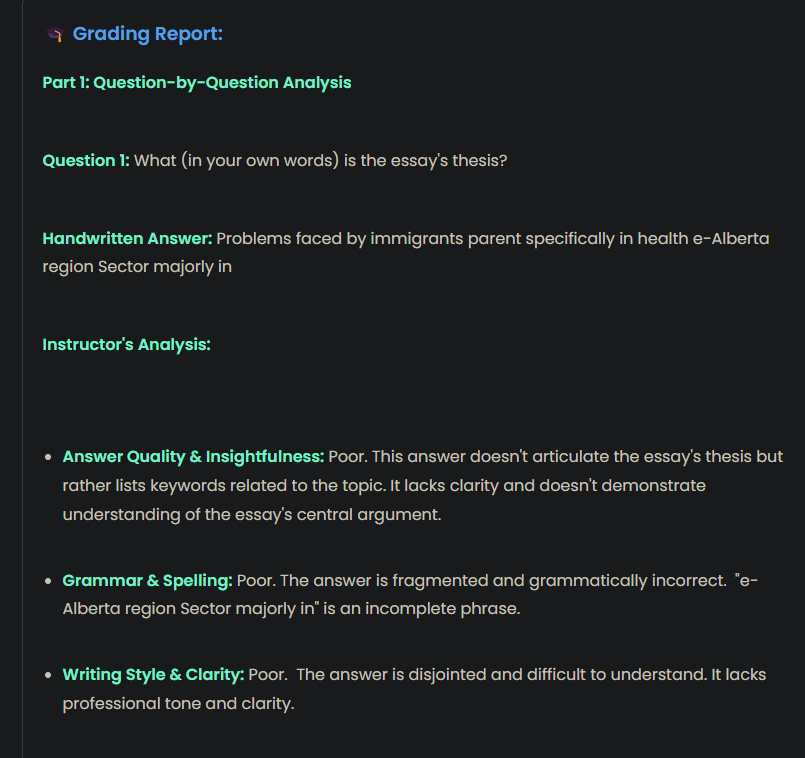 Grading Report:
Part 1: Question-by-Question Analysis
Question 1: What (in your own words) is the essay's thesis?
Handwritten Answer: Problems faced by immigrants parent specifically in health e-Alberta
region Sector majorly in
Instructor's Analysis:
• Answer Quality & Insightfulness: Poor. This answer doesn't articulate the essay's thesis but
rather lists keywords related to the topic. It lacks clarity and doesn't demonstrate
understanding of the essay's central argument.
• Grammar & Spelling: Poor. The answer is fragmented and grammatically incorrect. "e-
Alberta region Sector majorly in" is an incomplete phrase.
• Writing Style & Clarity: Poor. The answer is disjointed and difficult to understand. It lacks
professional tone and clarity.